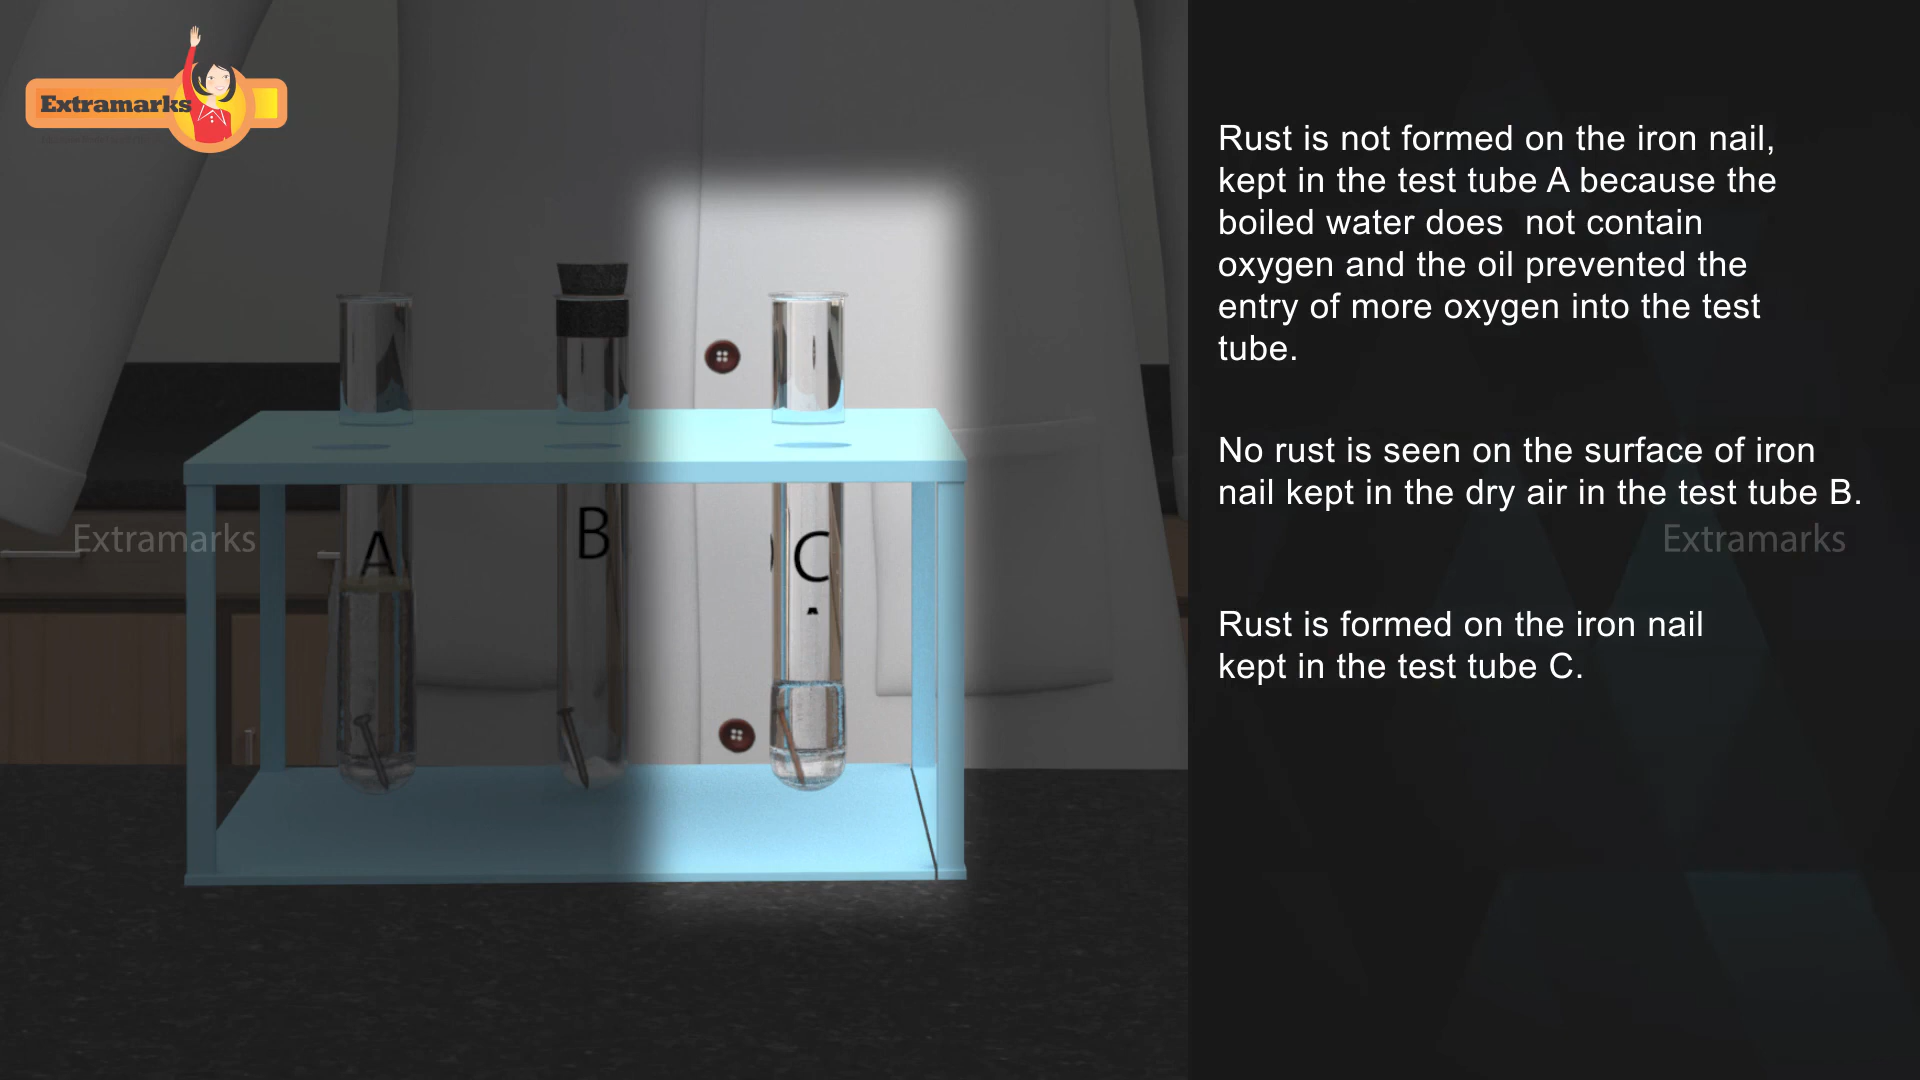 Extramarks
Rust is not formed on the iron nail,
kept in the test tube A because the
boiled water does  not contain
oxygen and the oil prevented the
entry of more oxygen into the test
tube.
No rust is seen on the surface of iron
nail kept in the dry air in the test tube B.
A
B
C
Extramarks
Extramarks
Rust is formed on the iron nail
kept in the test tube C.